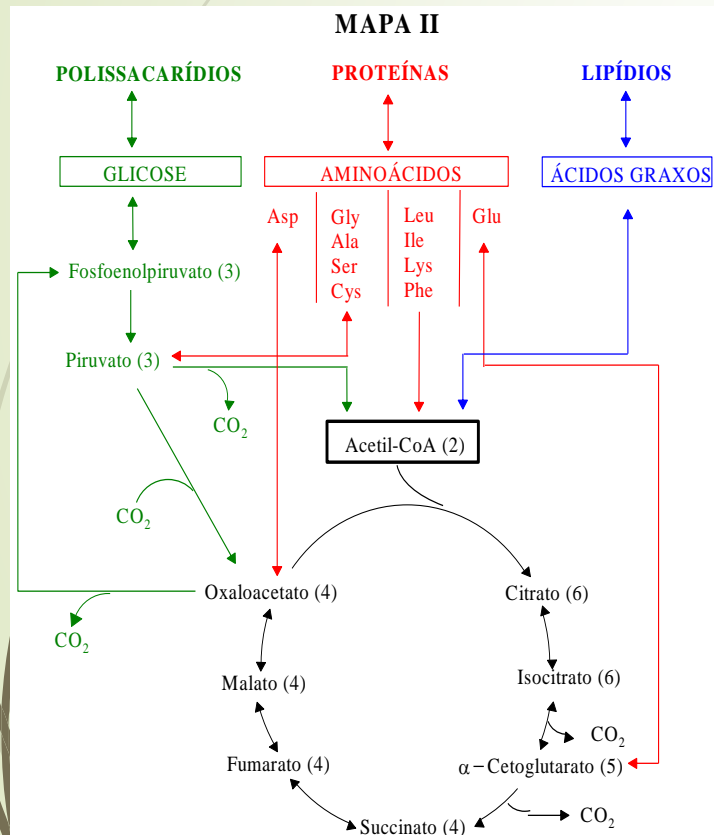 MAPA II
POLISSACARÍDIOS PROTEÍNAS LIPÍDIOS
GLICOSE AMINOÁCIDOS ÁCIDOS GRAXOS
Asp Gly Leu Glu
Ala Ile
Ser Lys
Cys Phe
Fosfoenolpiruvato (3)
Piruvato (3)
CO2
Acetil-CoA (2)
CO2
Oxaloacetato (4) Citrato (6)
CO2
Malato (4) Isocitrato (6)
CO2
Fumarato (4) α−Cetoglutarato (5)
CO2
Succinato (4)